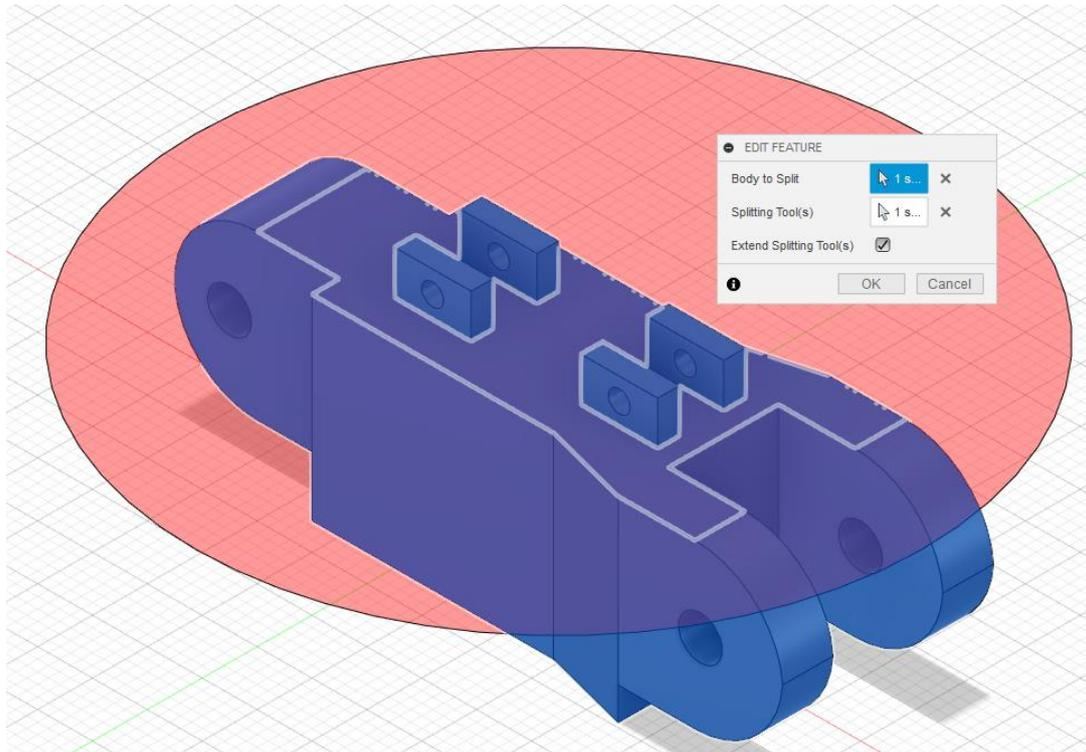 EDIT FEATURE
Body to Split 1 s...
Splitting Tool(s) 1 s...
Extend Splitting Tool(s)
OK Cancel